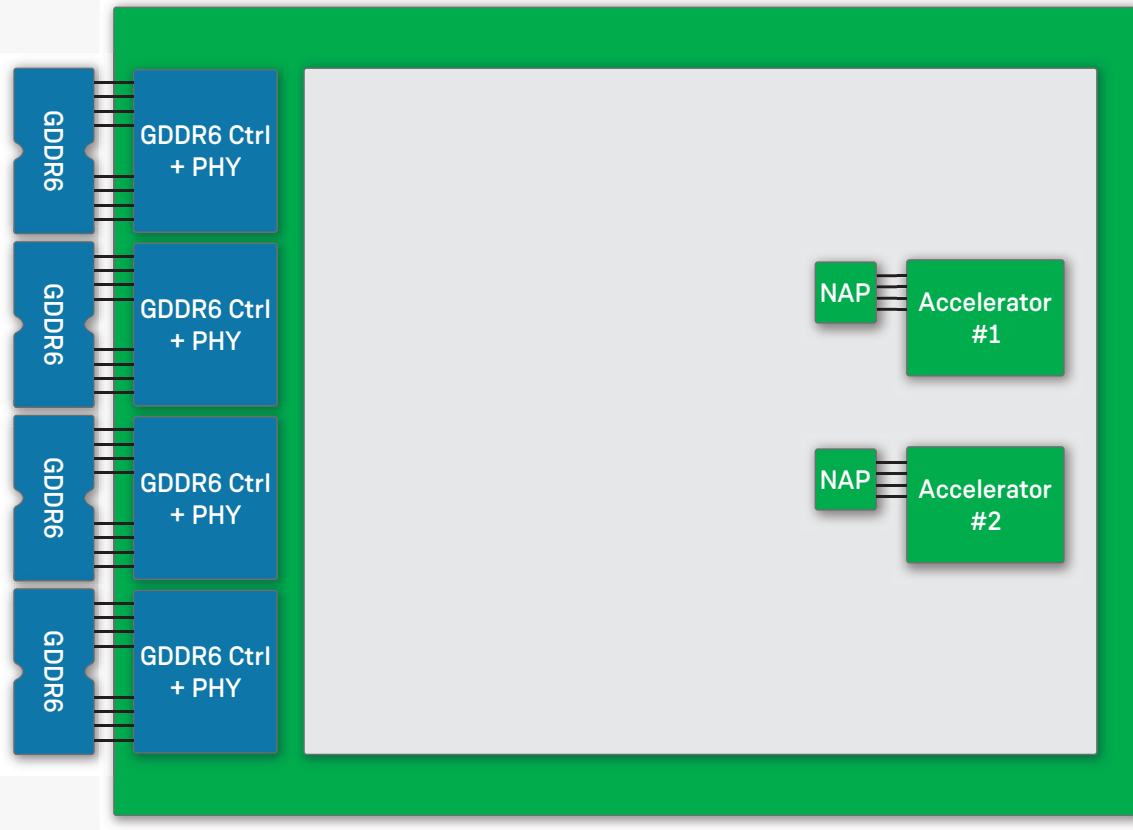 GDDR6
GDDR6 Ctrl
+ PHY
GDDR6
GDDR6 Ctrl
+ PHY
NAP
Accelerator
#1
GDDR6
GDDR6 Ctrl
+ PHY
NAP
Accelerator
#2
GDDR6
GDDR6 Ctrl
+ PHY